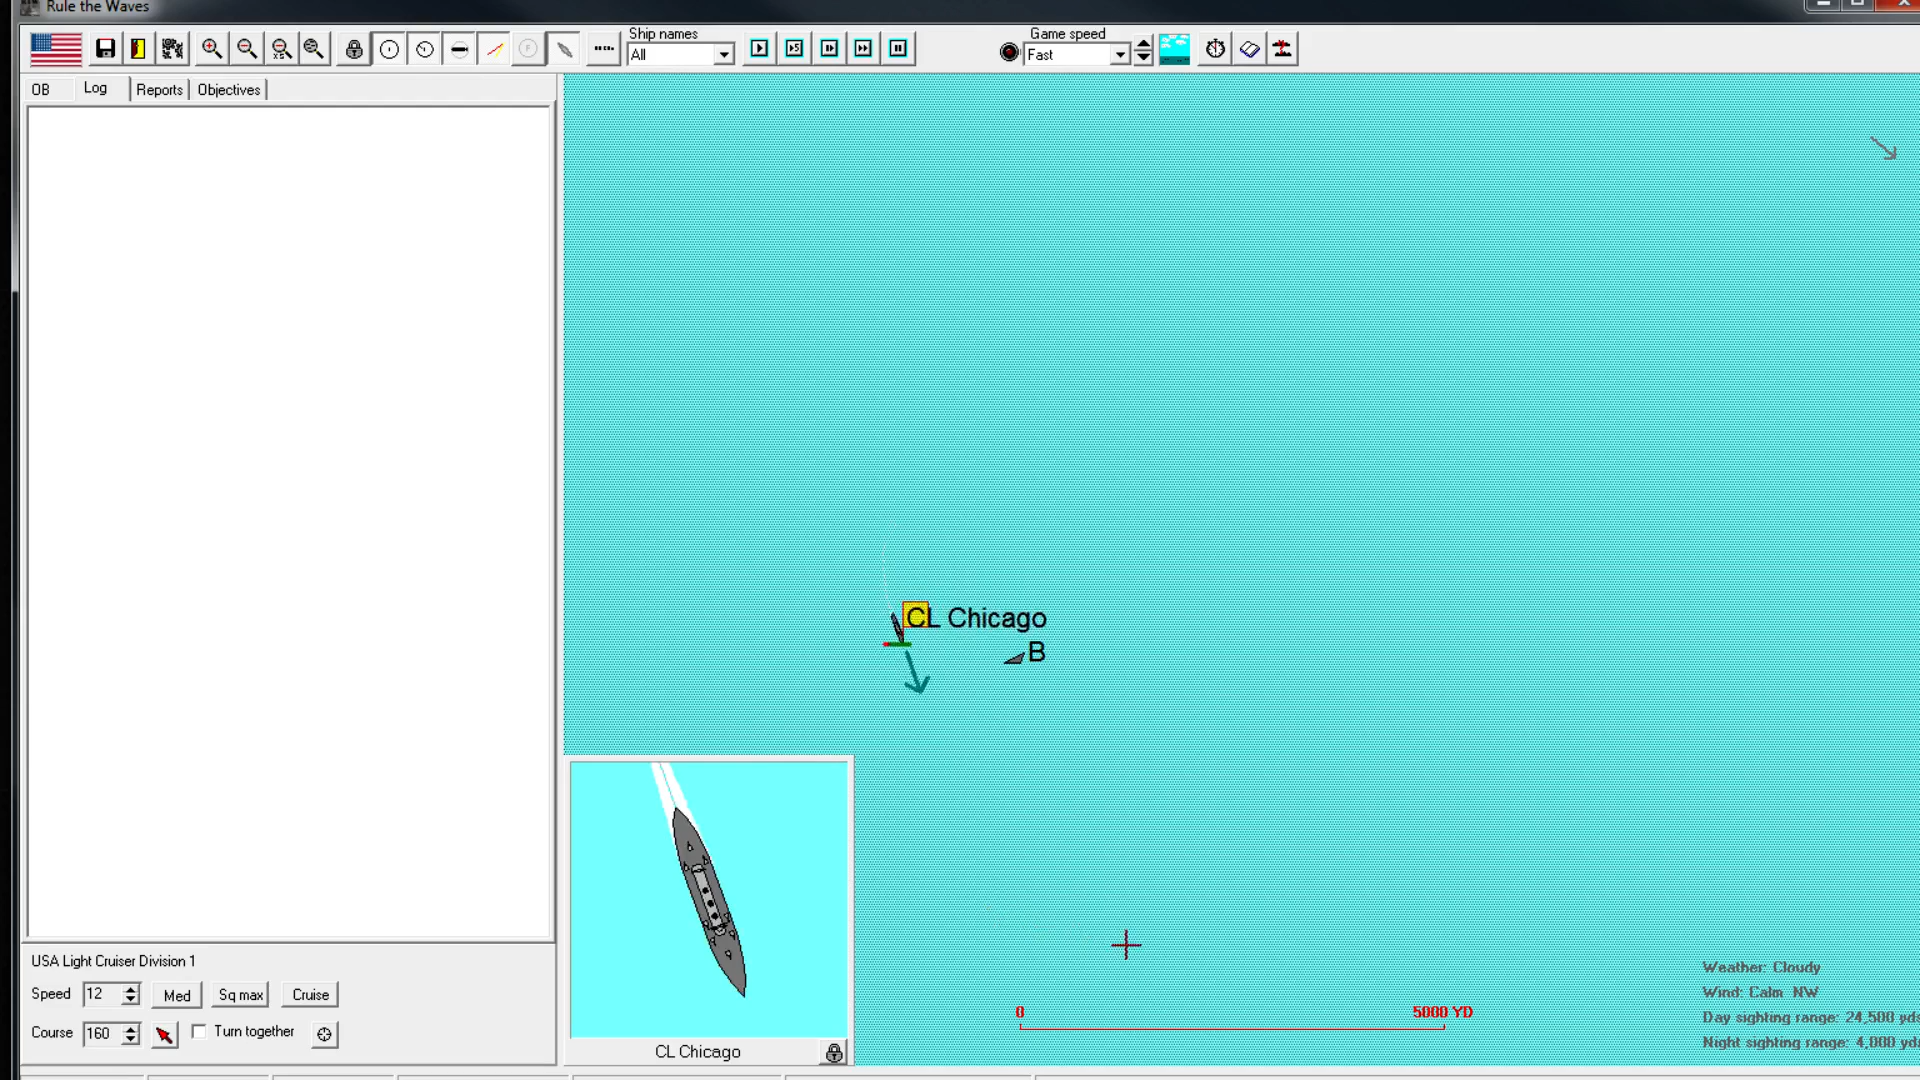 Rule the Waves
Ship names
All
Game speed
Fast
OB
Log
Reports
Objectives
CL Chicago
B
USA Light Cruiser Division 1
Speed 12 Med Sq max Cruise
Course 160 Turn together
CL Chicago
0 5000 YD
Weather: Cloudy
Wind: Calm NW
Day sighting range: 24,500 yds
Night sighting range: 4,000 yds